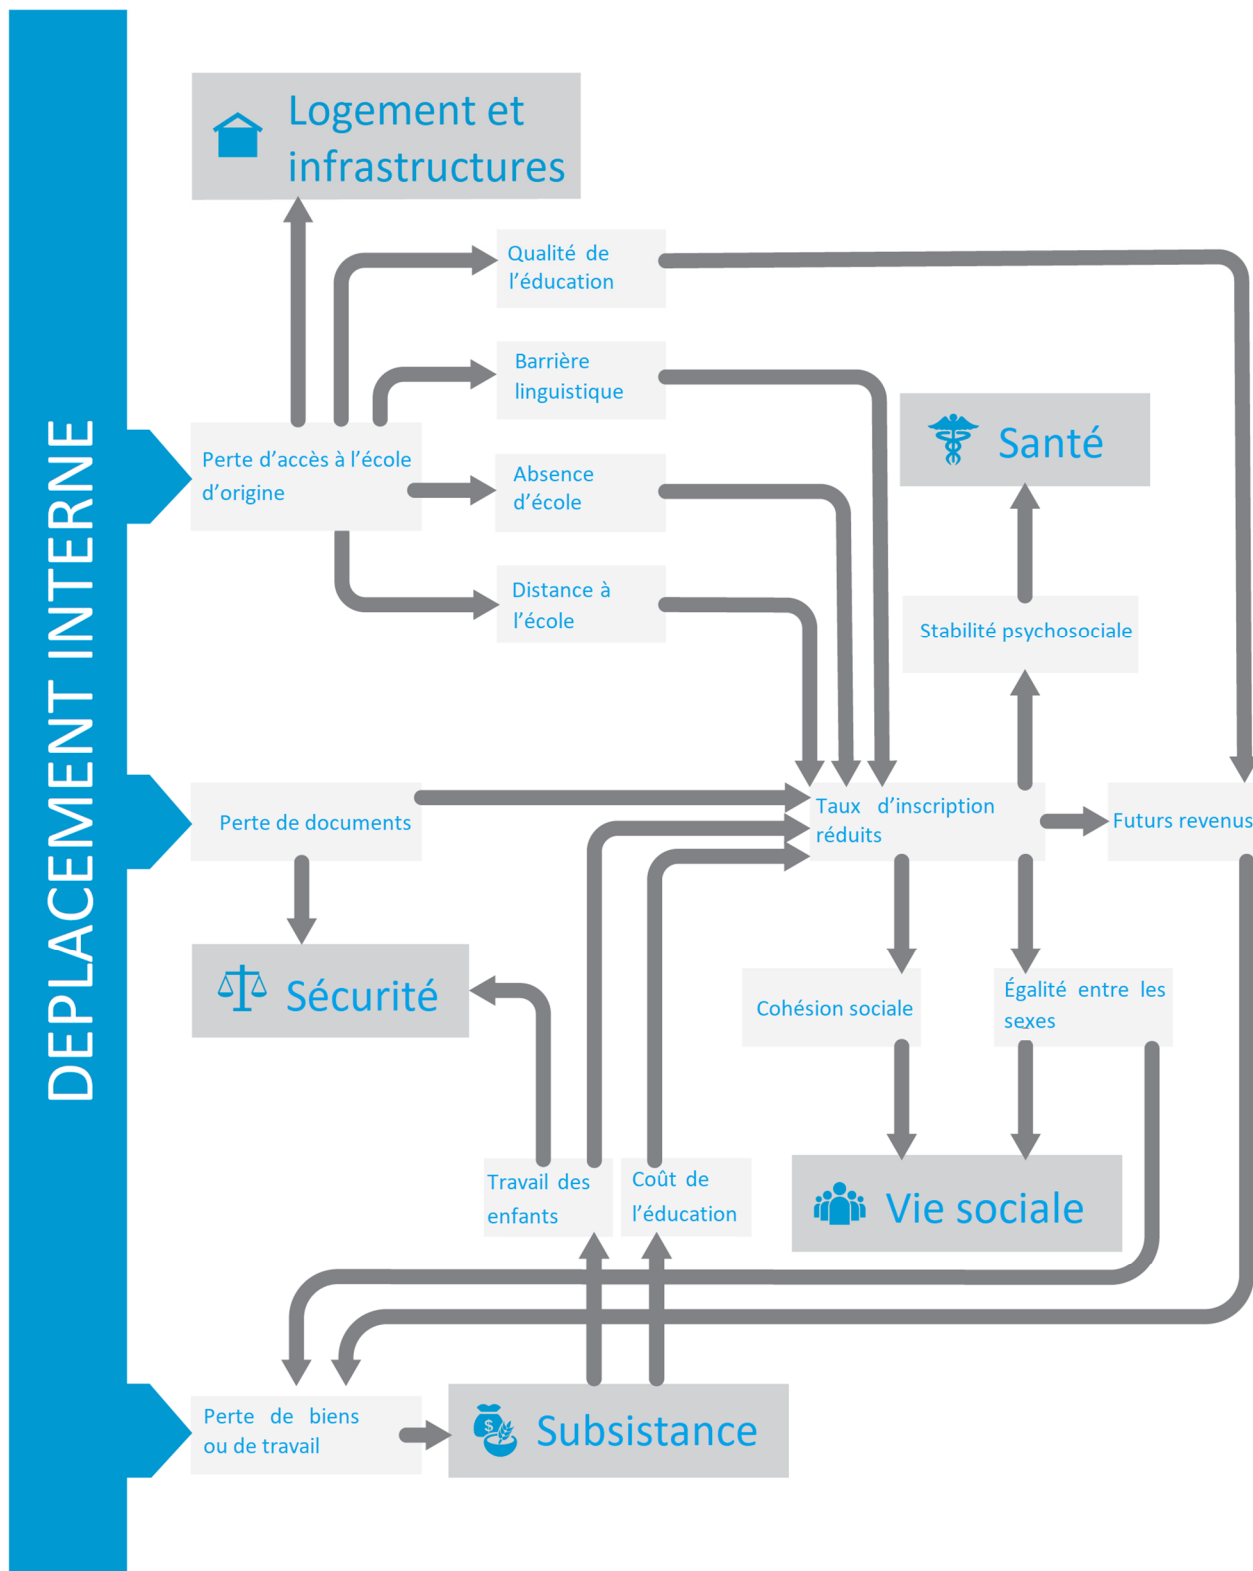 DEPLACEMENT INTERNE
Logement et
infrastructures
Qualité de
l'éducation
Barrière
linguistique
Santé
Perte d'accès à l'école
d'origine
Absence
d'école
Distance à
l'école
Stabilité psychosociale
Perte de documents
Taux d'inscription
réduits
Futurs revenus
Sécurité
Cohésion sociale
Égalité entre les
sexes
Travail des
enfants
Coût de
l'éducation
Vie sociale
Perte de biens
ou de travail
$
Subsistance